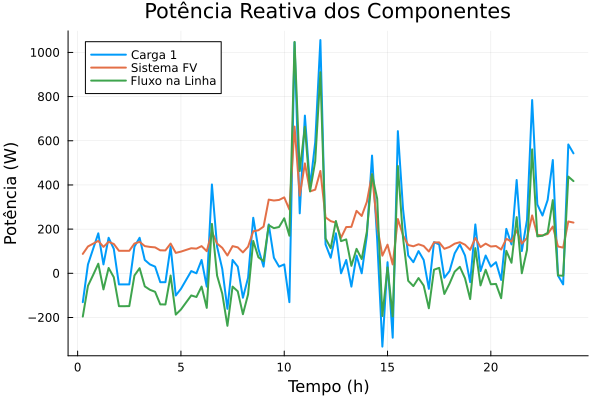 Potência Reativa dos Componentes
Potência (W)
1000
800
600
400
200
0
−200
Carga 1
Sistema FV
Fluxo na Linha
0 5 10 15 20
Tempo (h)